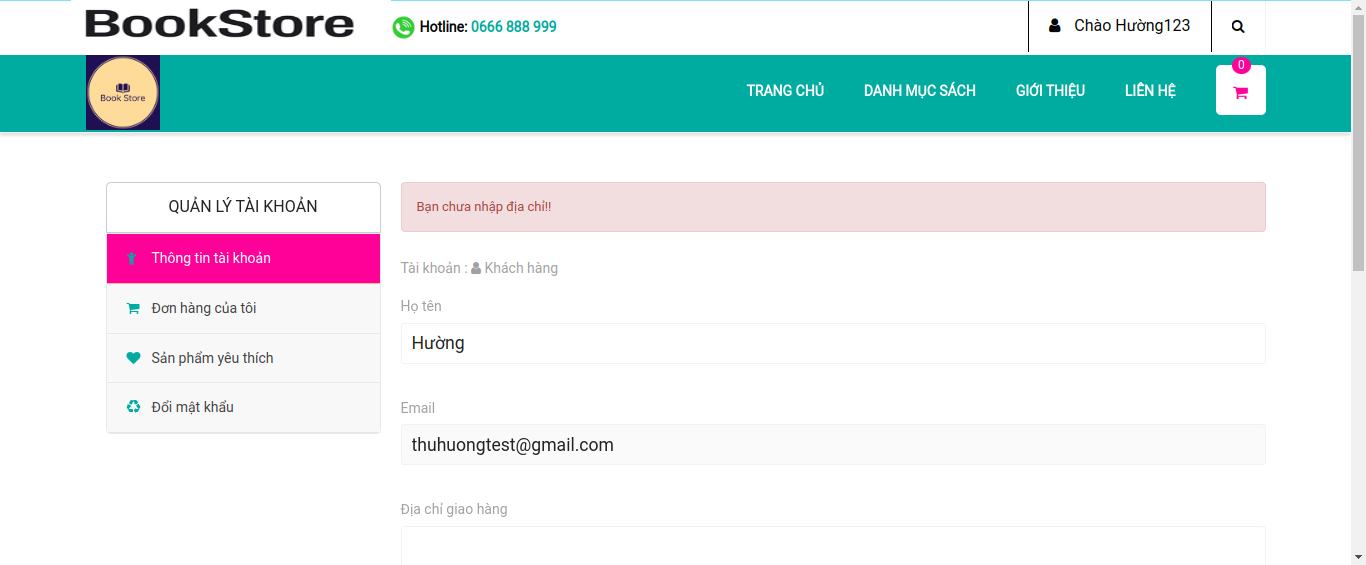 BookStore
Hotline: 0666 888 999
Chào Hường123
Book Store
TRANG CHỦ
DANH MỤC SÁCH
GIỚI THIỆU
LIÊN HỆ
0
QUẢN LÝ TÀI KHOẢN
Thông tin tài khoản
Đơn hàng của tôi
Sản phẩm yêu thích
Đổi mật khẩu
Bạn chưa nhập địa chỉ!!
Tài khoản : Khách hàng
Họ tên
Hường
Email
thuhuongtest@gmail.com
Địa chỉ giao hàng